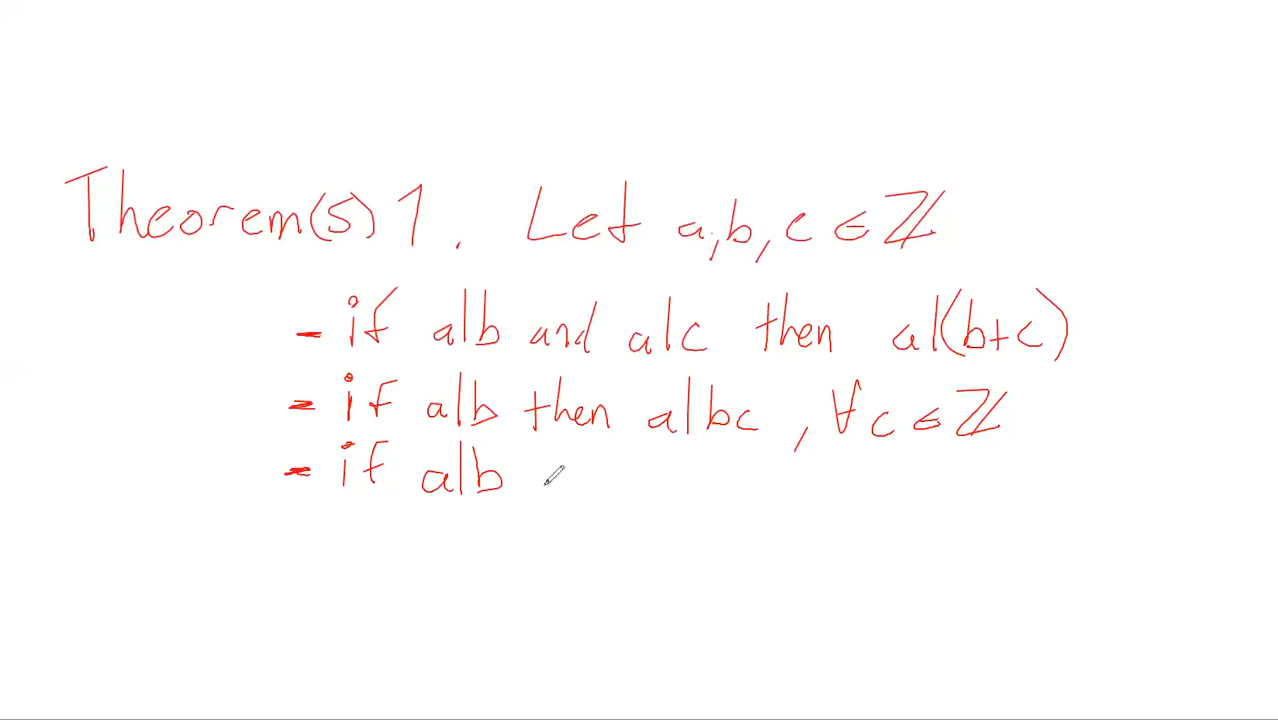 Theorem(s) 1. Let a,b,c ∈ ℤ
- if a|b and a|c then a|(b+c)
- if a|b then a|bc, ∀c ∈ ℤ
- if a|b